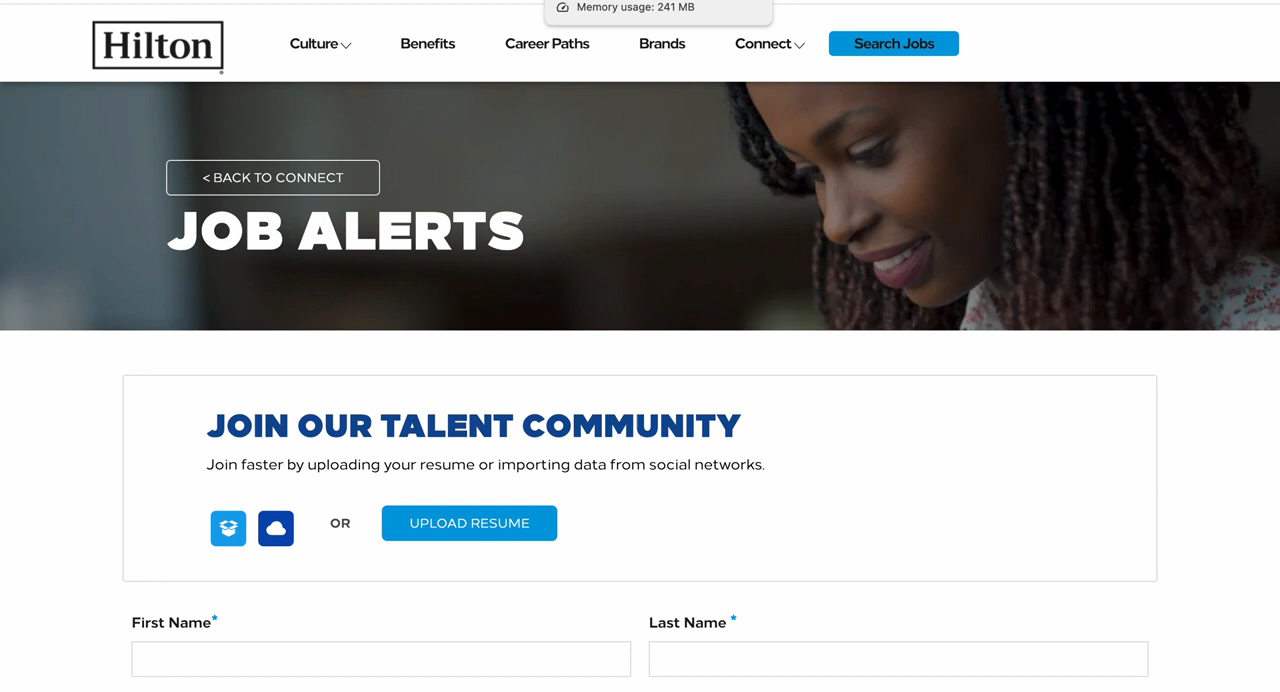 Memory usage: 241 MB
Hilton
Culture
Benefits
Career Paths
Brands
Connect
Search Jobs
< BACK TO CONNECT
JOB ALERTS
JOIN OUR TALENT COMMUNITY
Join faster by uploading your resume or importing data from social networks.
OR
UPLOAD RESUME
First Name*
Last Name *